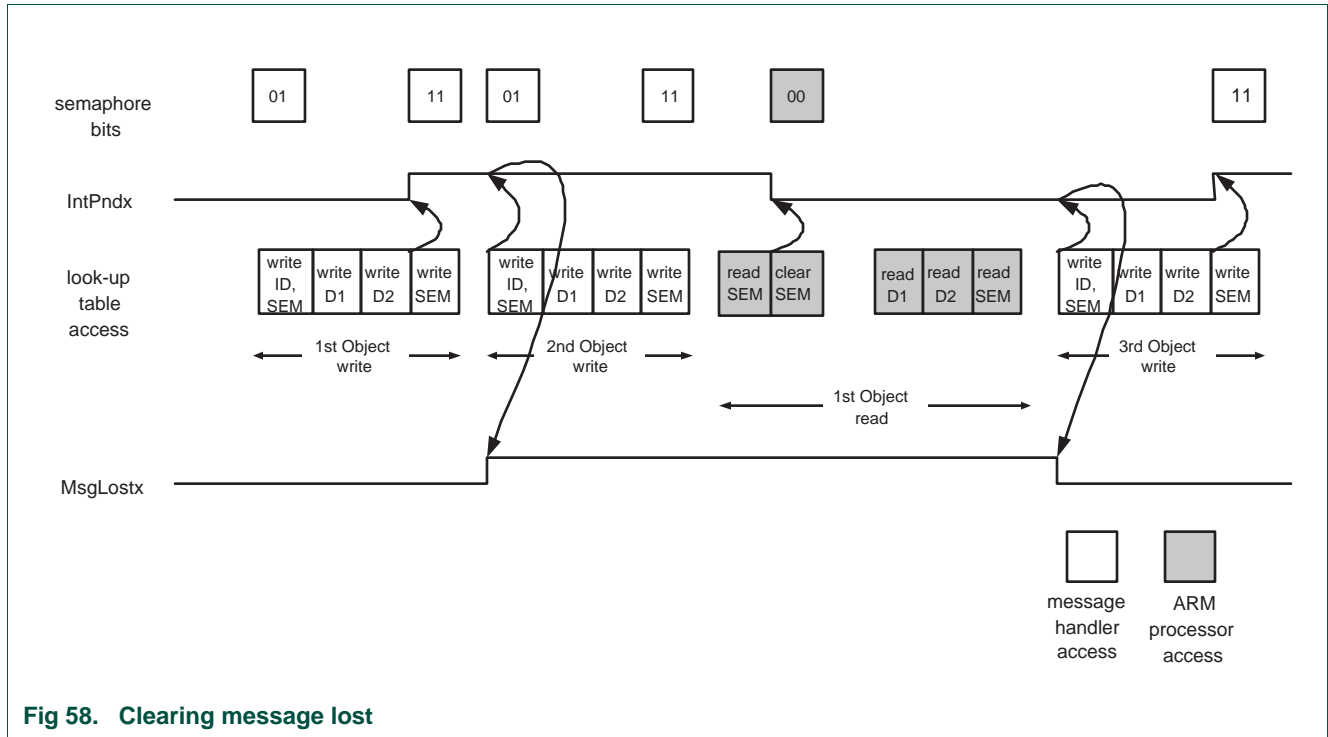 01
11
01
11
00
11
semaphore
bits
IntPndx
look-up
table
access
write
ID,
SEM
write
D1
write
D2
write
SEM
write
ID,
SEM
write
D1
write
D2
write
SEM
read
SEM
clear
SEM
read
D1
read
D2
read
SEM
write
ID,
SEM
write
D1
write
D2
write
SEM
1st Object
write
2nd Object
write
3rd Object
write
1st Object
read
MsgLostx
message
handler
access
ARM
processor
access
Fig 58. Clearing message lost